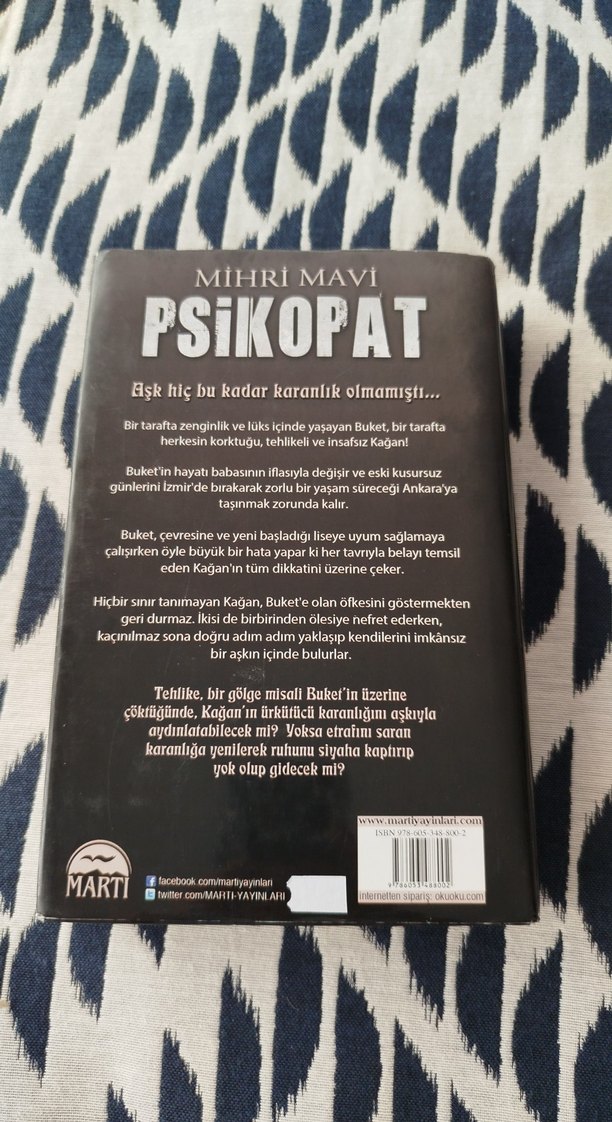 MİHRİ MAVİ
PSİKOPAT
Aşk hiç bu kadar karanlık olmamıştı...
Bir tarafta zenginlik ve lüks içinde yaşayan Buket, bir tarafta
herkesin korktuğu, tehlikeli ve insafsız Kağan!
Buket'in hayatı babasının iflasıyla değişir ve eski kusursuz
günlerini İzmir'de bırakarak zorlu bir yaşam süreceği Ankara'ya
taşınmak zorunda kalır.
Buket, çevresine ve yeni başladığı liseye uyum sağlamaya
çalışırken öyle büyük bir hata yapar ki her tavrıyla belayı temsil
eden Kağan'ın tüm dikkatini üzerine çeker.
Hiçbir sınır tanımayan Kağan, Buket'e olan öfkesini göstermekten
geri durmaz. İkisi de birbirinden ölesiye nefret ederken,
kaçınılmaz sona doğru adım adım yaklaşıp kendilerini imkânsız
bir aşkın içinde bulurlar.
Tehlike, bir gölge misali Buket'in üzerine
çöktüğünde, Kağan'ın ürkütücü karanlığını aşkıyla
aydınlatabilecek mi? Yoksa etrafını saran
karanlığa yenilerek ruhunu siyaha kaptırıp
yok olup gidecek mi?
www.martiyayinlari.com
ISBN 978-605-348-800-2
9 786053 488002
internetten sipariş: okuoku.com
MARTI
facebook.com/martiyayinlari
twitter.com/MARTI-YAYINLARI